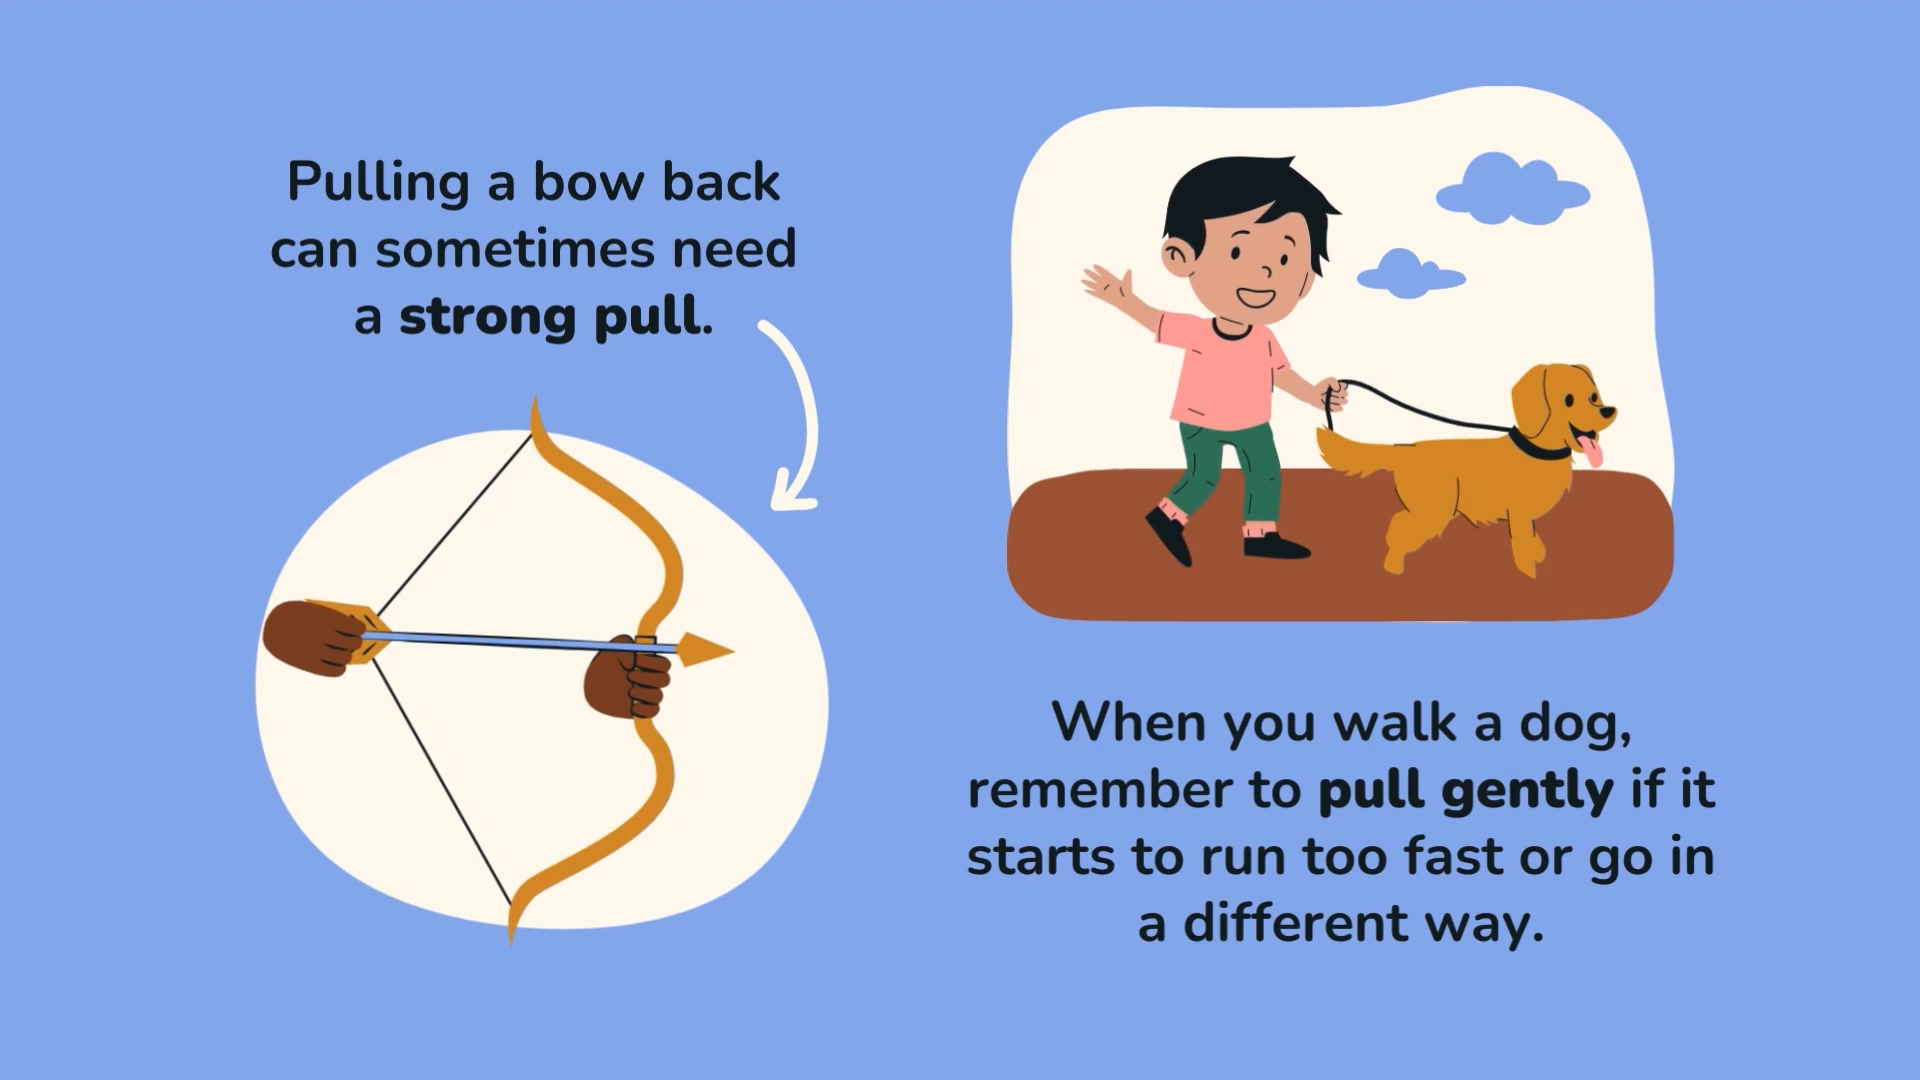 Pulling a bow back
can sometimes need
a strong pull.
When you walk a dog,
remember to pull gently if it
starts to run too fast or go in
a different way.